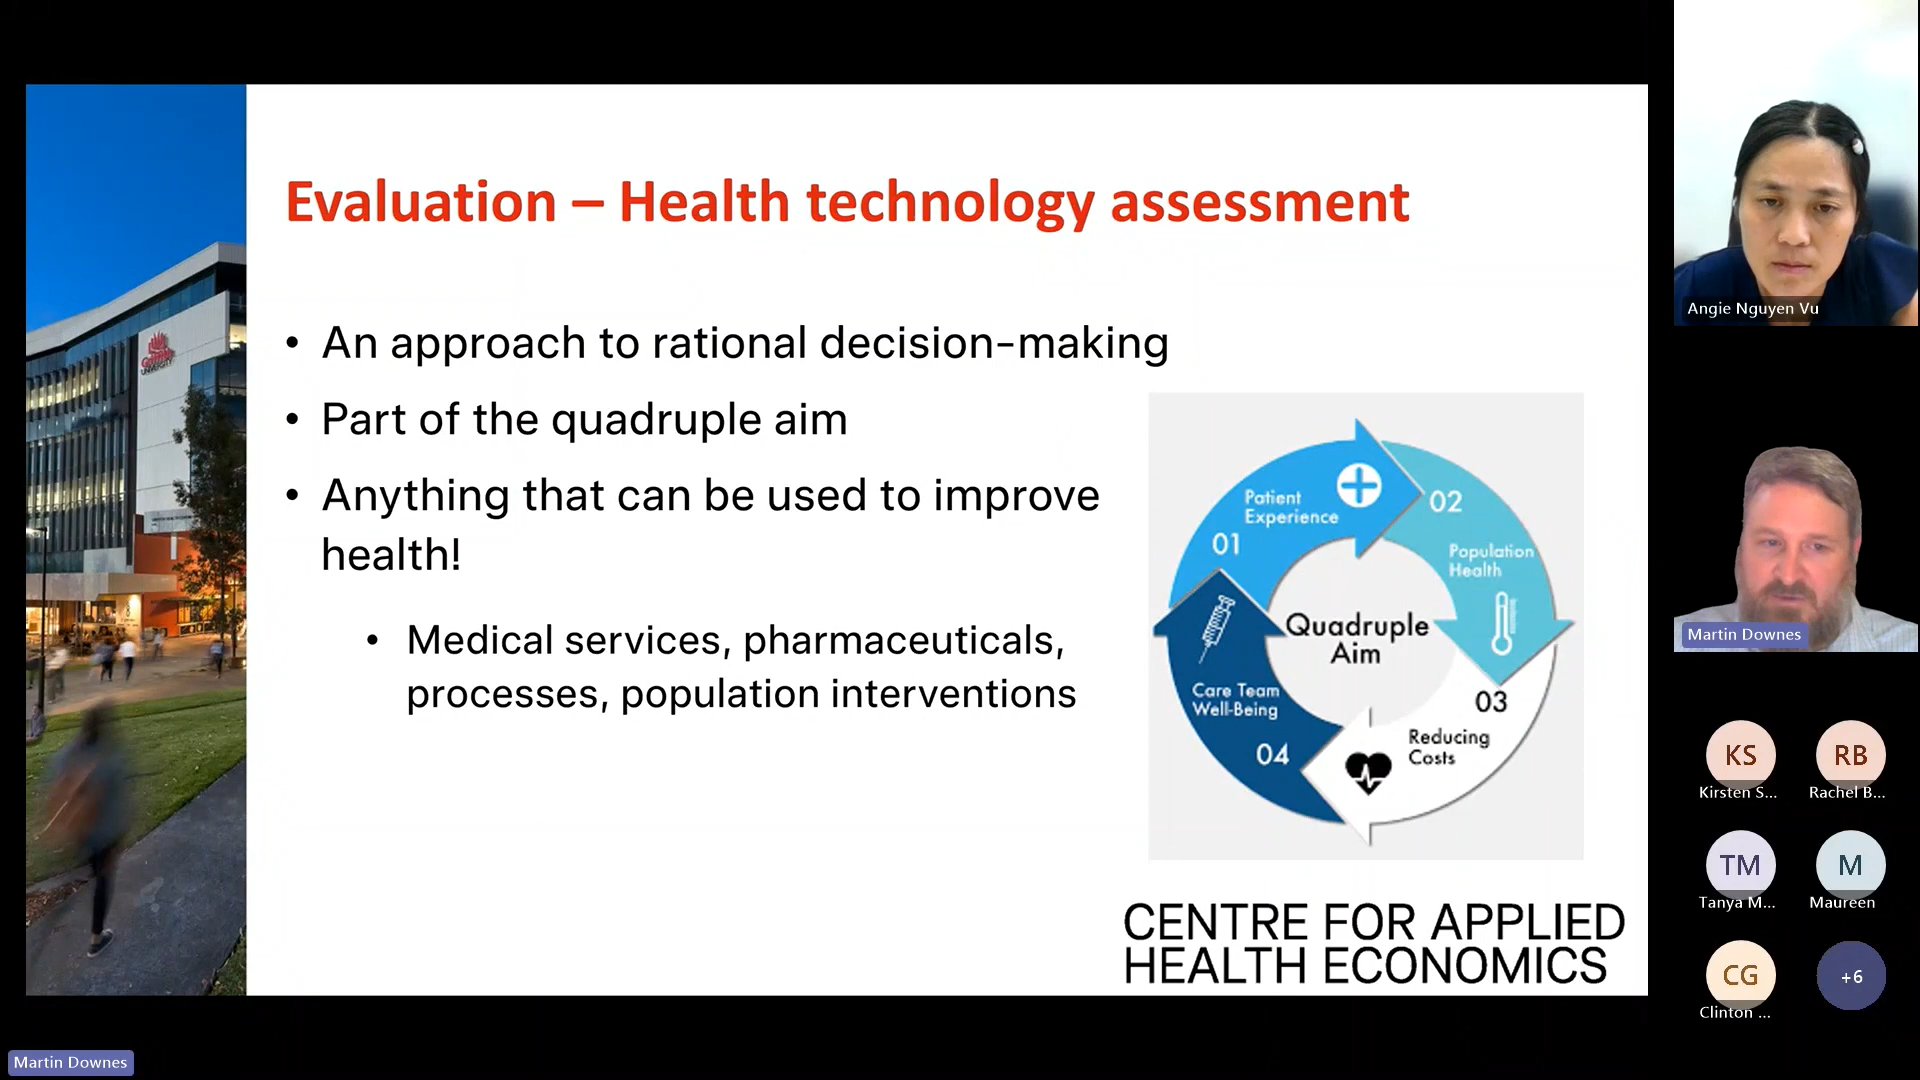 Evaluation – Health technology assessment
• An approach to rational decision-making
• Part of the quadruple aim
• Anything that can be used to improve
health!
• Medical services, pharmaceuticals,
processes, population interventions
Patient
Experience
01
02
Population
Health
Quadruple
Aim
03
Reducing
Costs
Care Team
Well-Being
04
CENTRE FOR APPLIED
HEALTH ECONOMICS
Angie Nguyen Vu
Martin Downes
KS
Kirsten S...
RB
Rachel B...
TM
Tanya M...
M
Maureen
CG
Clinton ...
+6
Martin Downes